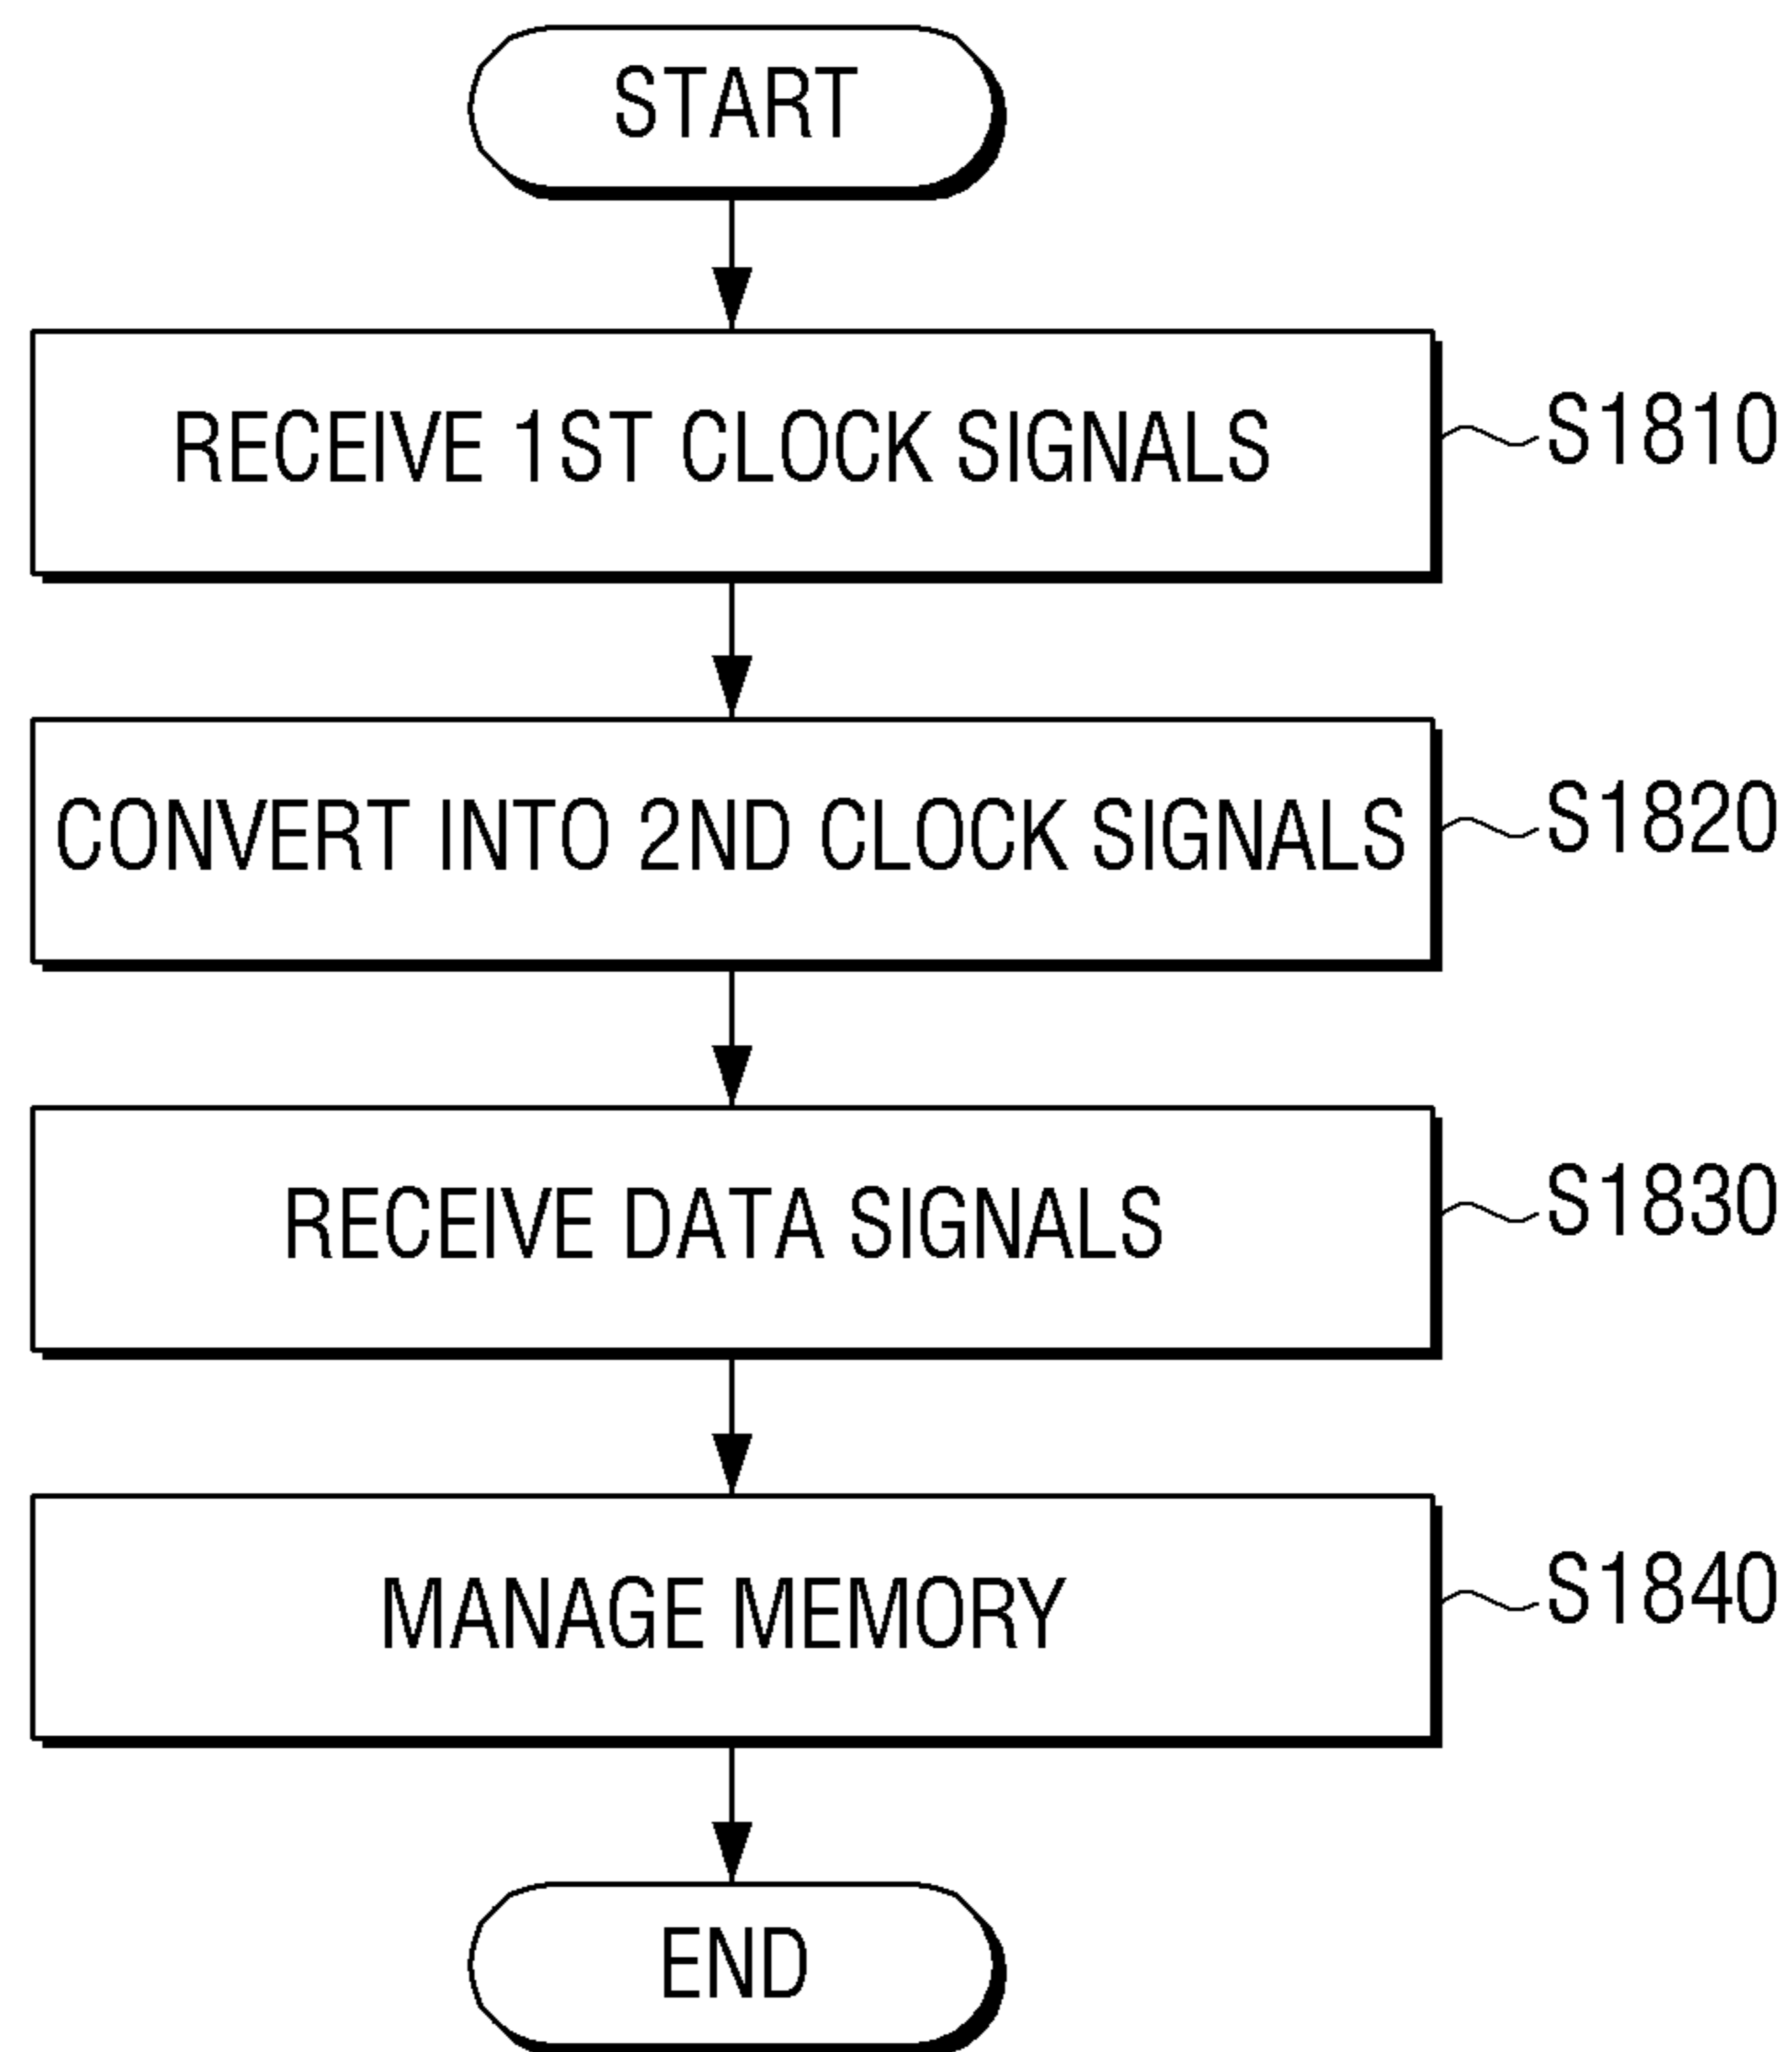 START
RECEIVE 1ST CLOCK SIGNALS
S1810
CONVERT INTO 2ND CLOCK SIGNALS
S1820
RECEIVE DATA SIGNALS
S1830
MANAGE MEMORY
S1840
END